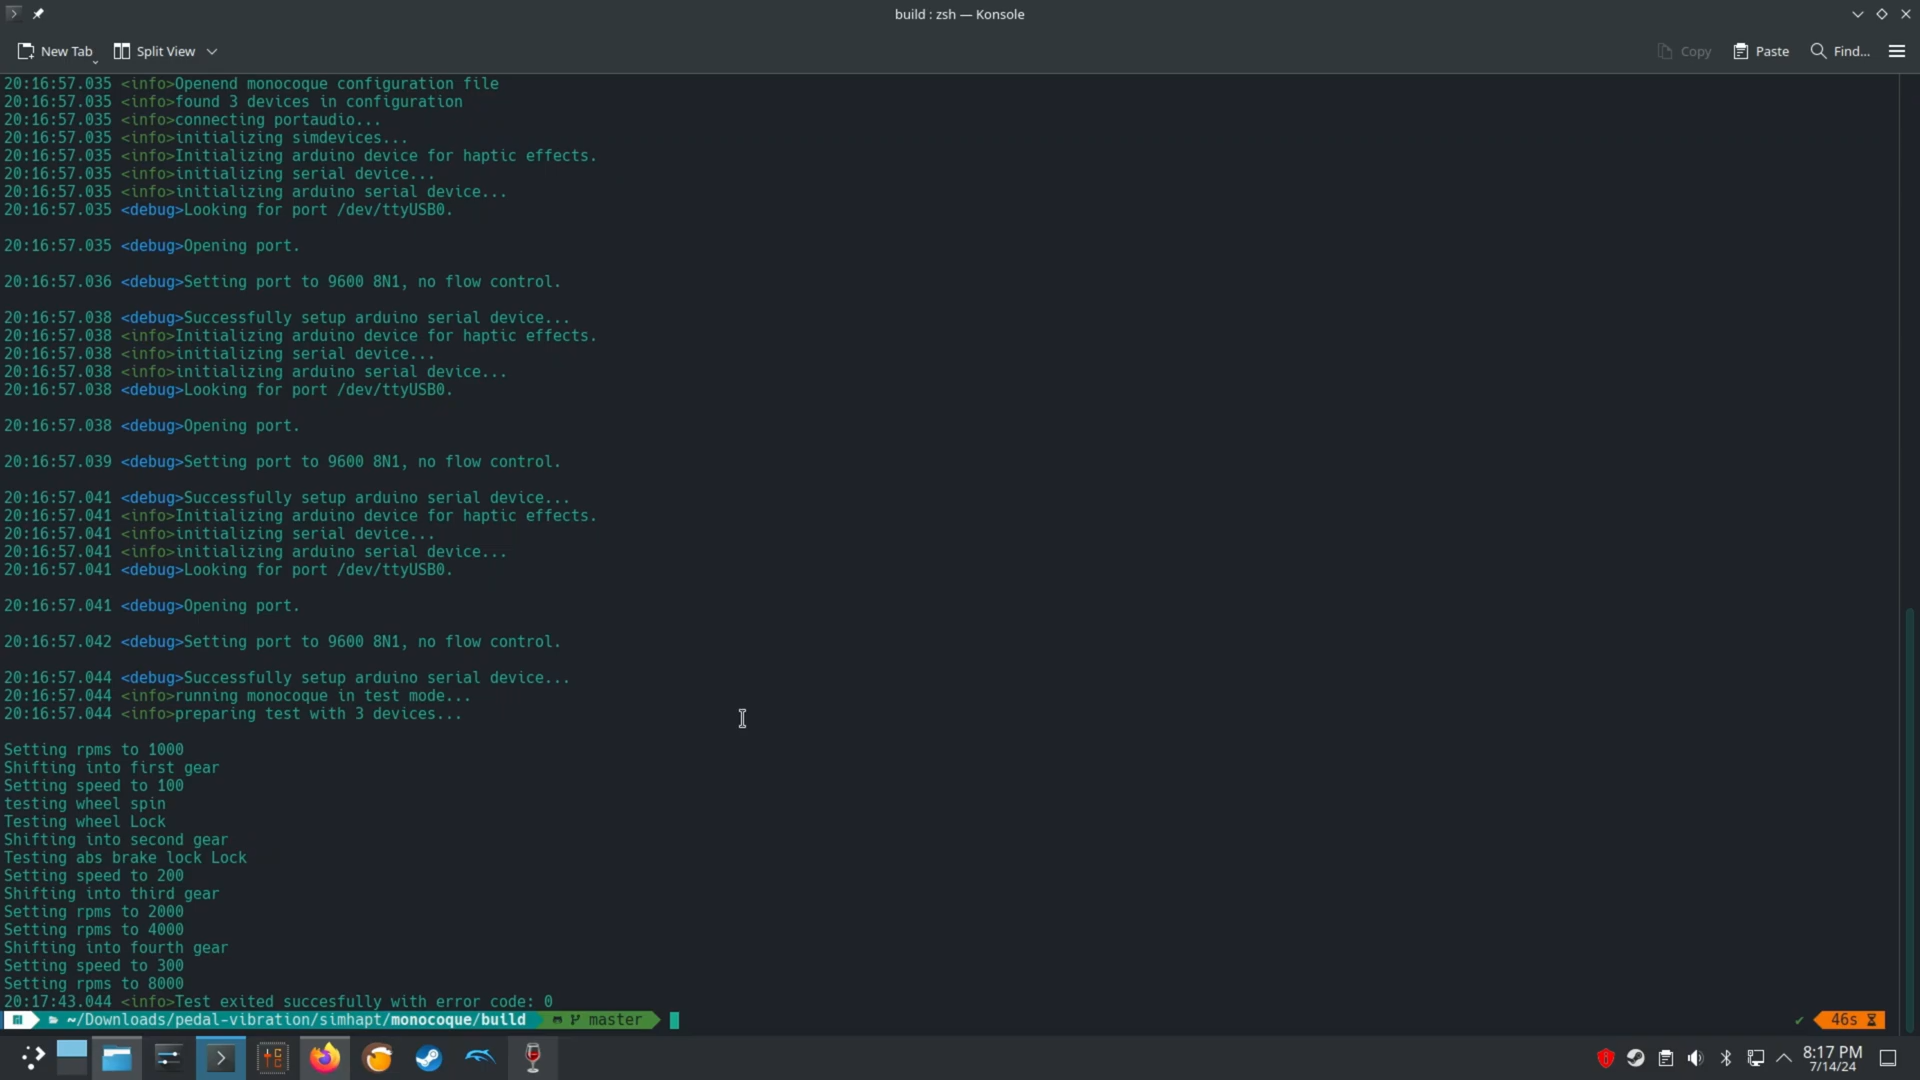 build : zsh — Konsole
New Tab
Split View
Copy
Paste
Find...
20:16:57.035 <info>Openend monocoque configuration file
20:16:57.035 <info>found 3 devices in configuration
20:16:57.035 <info>connecting portaudio...
20:16:57.035 <info>initializing simdevices...
20:16:57.035 <info>Initializing arduino device for haptic effects.
20:16:57.035 <info>initializing serial device...
20:16:57.035 <info>initializing arduino serial device...
20:16:57.035 <debug>Looking for port /dev/ttyUSB0.
20:16:57.035 <debug>Opening port.
20:16:57.036 <debug>Setting port to 9600 8N1, no flow control.
20:16:57.038 <debug>Successfully setup arduino serial device...
20:16:57.038 <info>Initializing arduino device for haptic effects.
20:16:57.038 <info>initializing serial device...
20:16:57.038 <info>initializing arduino serial device...
20:16:57.038 <debug>Looking for port /dev/ttyUSB0.
20:16:57.038 <debug>Opening port.
20:16:57.039 <debug>Setting port to 9600 8N1, no flow control.
20:16:57.041 <debug>Successfully setup arduino serial device...
20:16:57.041 <info>Initializing arduino device for haptic effects.
20:16:57.041 <info>initializing serial device...
20:16:57.041 <info>initializing arduino serial device...
20:16:57.041 <debug>Looking for port /dev/ttyUSB0.
20:16:57.041 <debug>Opening port.
20:16:57.042 <debug>Setting port to 9600 8N1, no flow control.
20:16:57.044 <debug>Successfully setup arduino serial device...
20:16:57.044 <info>running monocoque in test mode...
20:16:57.044 <info>preparing test with 3 devices...
Setting rpms to 1000
Shifting into first gear
Setting speed to 100
testing wheel spin
Testing wheel Lock
Shifting into second gear
Testing abs brake lock Lock
Setting speed to 200
Shifting into third gear
Setting rpms to 2000
Setting rpms to 4000
Shifting into fourth gear
Setting speed to 300
Setting rpms to 8000
20:17:43.044 <info>Test exited succesfully with error code: 0
~/Downloads/pedal-vibration/simhapt/monocoque/build master 46s
8:17 PM
7/14/24